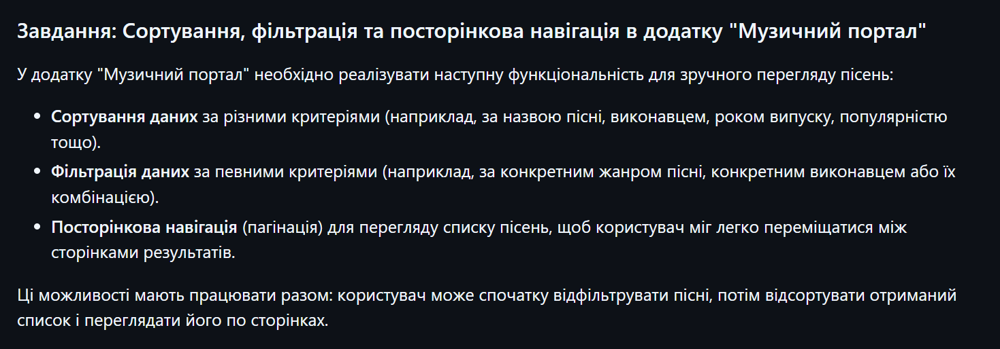 Завдання: Сортування, фільтрація та посторінкова навігація в додатку "Музичний портал"
У додатку "Музичний портал" необхідно реалізувати наступну функціональність для зручного перегляду пісень:
• Сортування даних за різними критеріями (наприклад, за назвою пісні, виконавцем, роком випуску, популярністю
тощо).
• Фільтрація даних за певними критеріями (наприклад, за конкретним жанром пісні, конкретним виконавцем або їх
комбінацією).
• Посторінкова навігація (пагінація) для перегляду списку пісень, щоб користувач міг легко переміщатися між
сторінками результатів.
Ці можливості мають працювати разом: користувач може спочатку відфільтрувати пісні, потім відсортувати отриманий
список і переглядати його по сторінках.